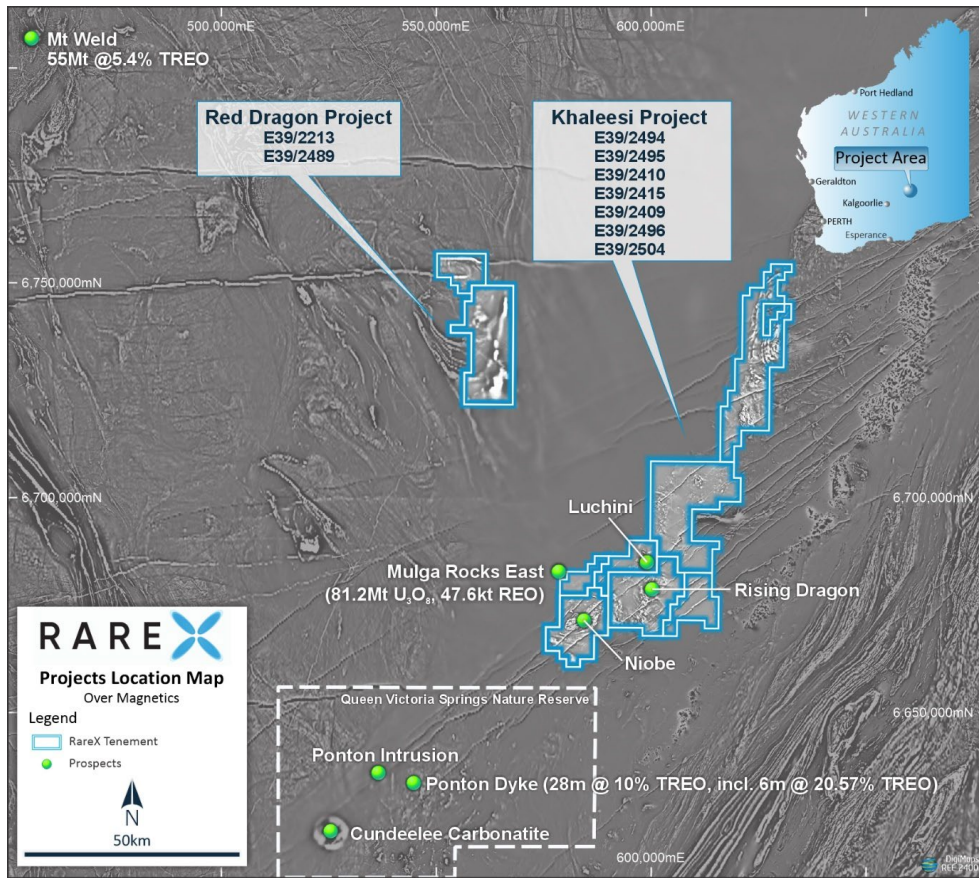 500,000mE
550,000mE
600,000mE
Mt Weld
55Mt @5.4% TREO
Red Dragon Project
E39/2213
E39/2489
Khaleesi Project
E39/2494
E39/2495
E39/2410
E39/2415
E39/2409
E39/2496
E39/2504
Port Hedland
WESTERN
AUSTRALIA
Project Area
Geraldton
Kalgoorlie
PERTH
Esperance
6,750,000mN
6,750,000mN
6,700,000mN
6,700,000mN
Luchini
Mulga Rocks East
(81.2Mt U₃O₈, 47.6kt REO)
Rising Dragon
Niobe
RAREX
Projects Location Map
Over Magnetics
Legend
RareX Tenement
Prospects
N
50km
Queen Victoria Springs Nature Reserve
6,650,000mN
Ponton Intrusion
Ponton Dyke (28m @ 10% TREO, incl. 6m @ 20.57% TREO)
Cundeelee Carbonatite
600,000mE